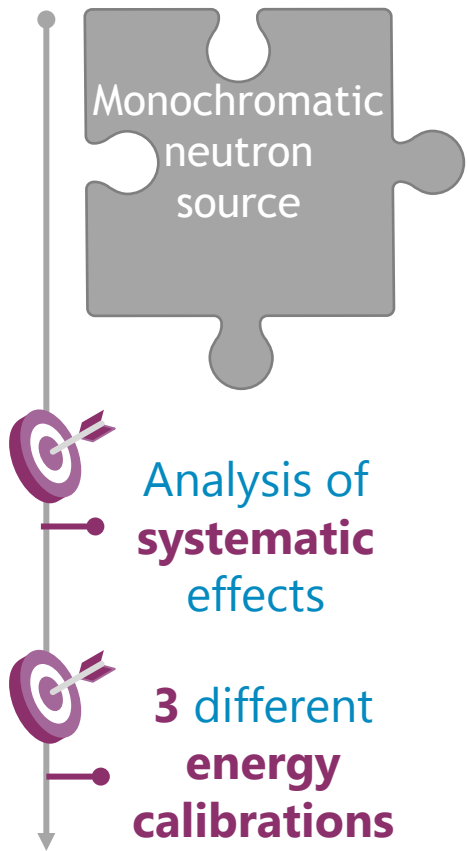 Monochromatic
neutron
source
Analysis of
systematic
effects
3 different
energy
calibrations